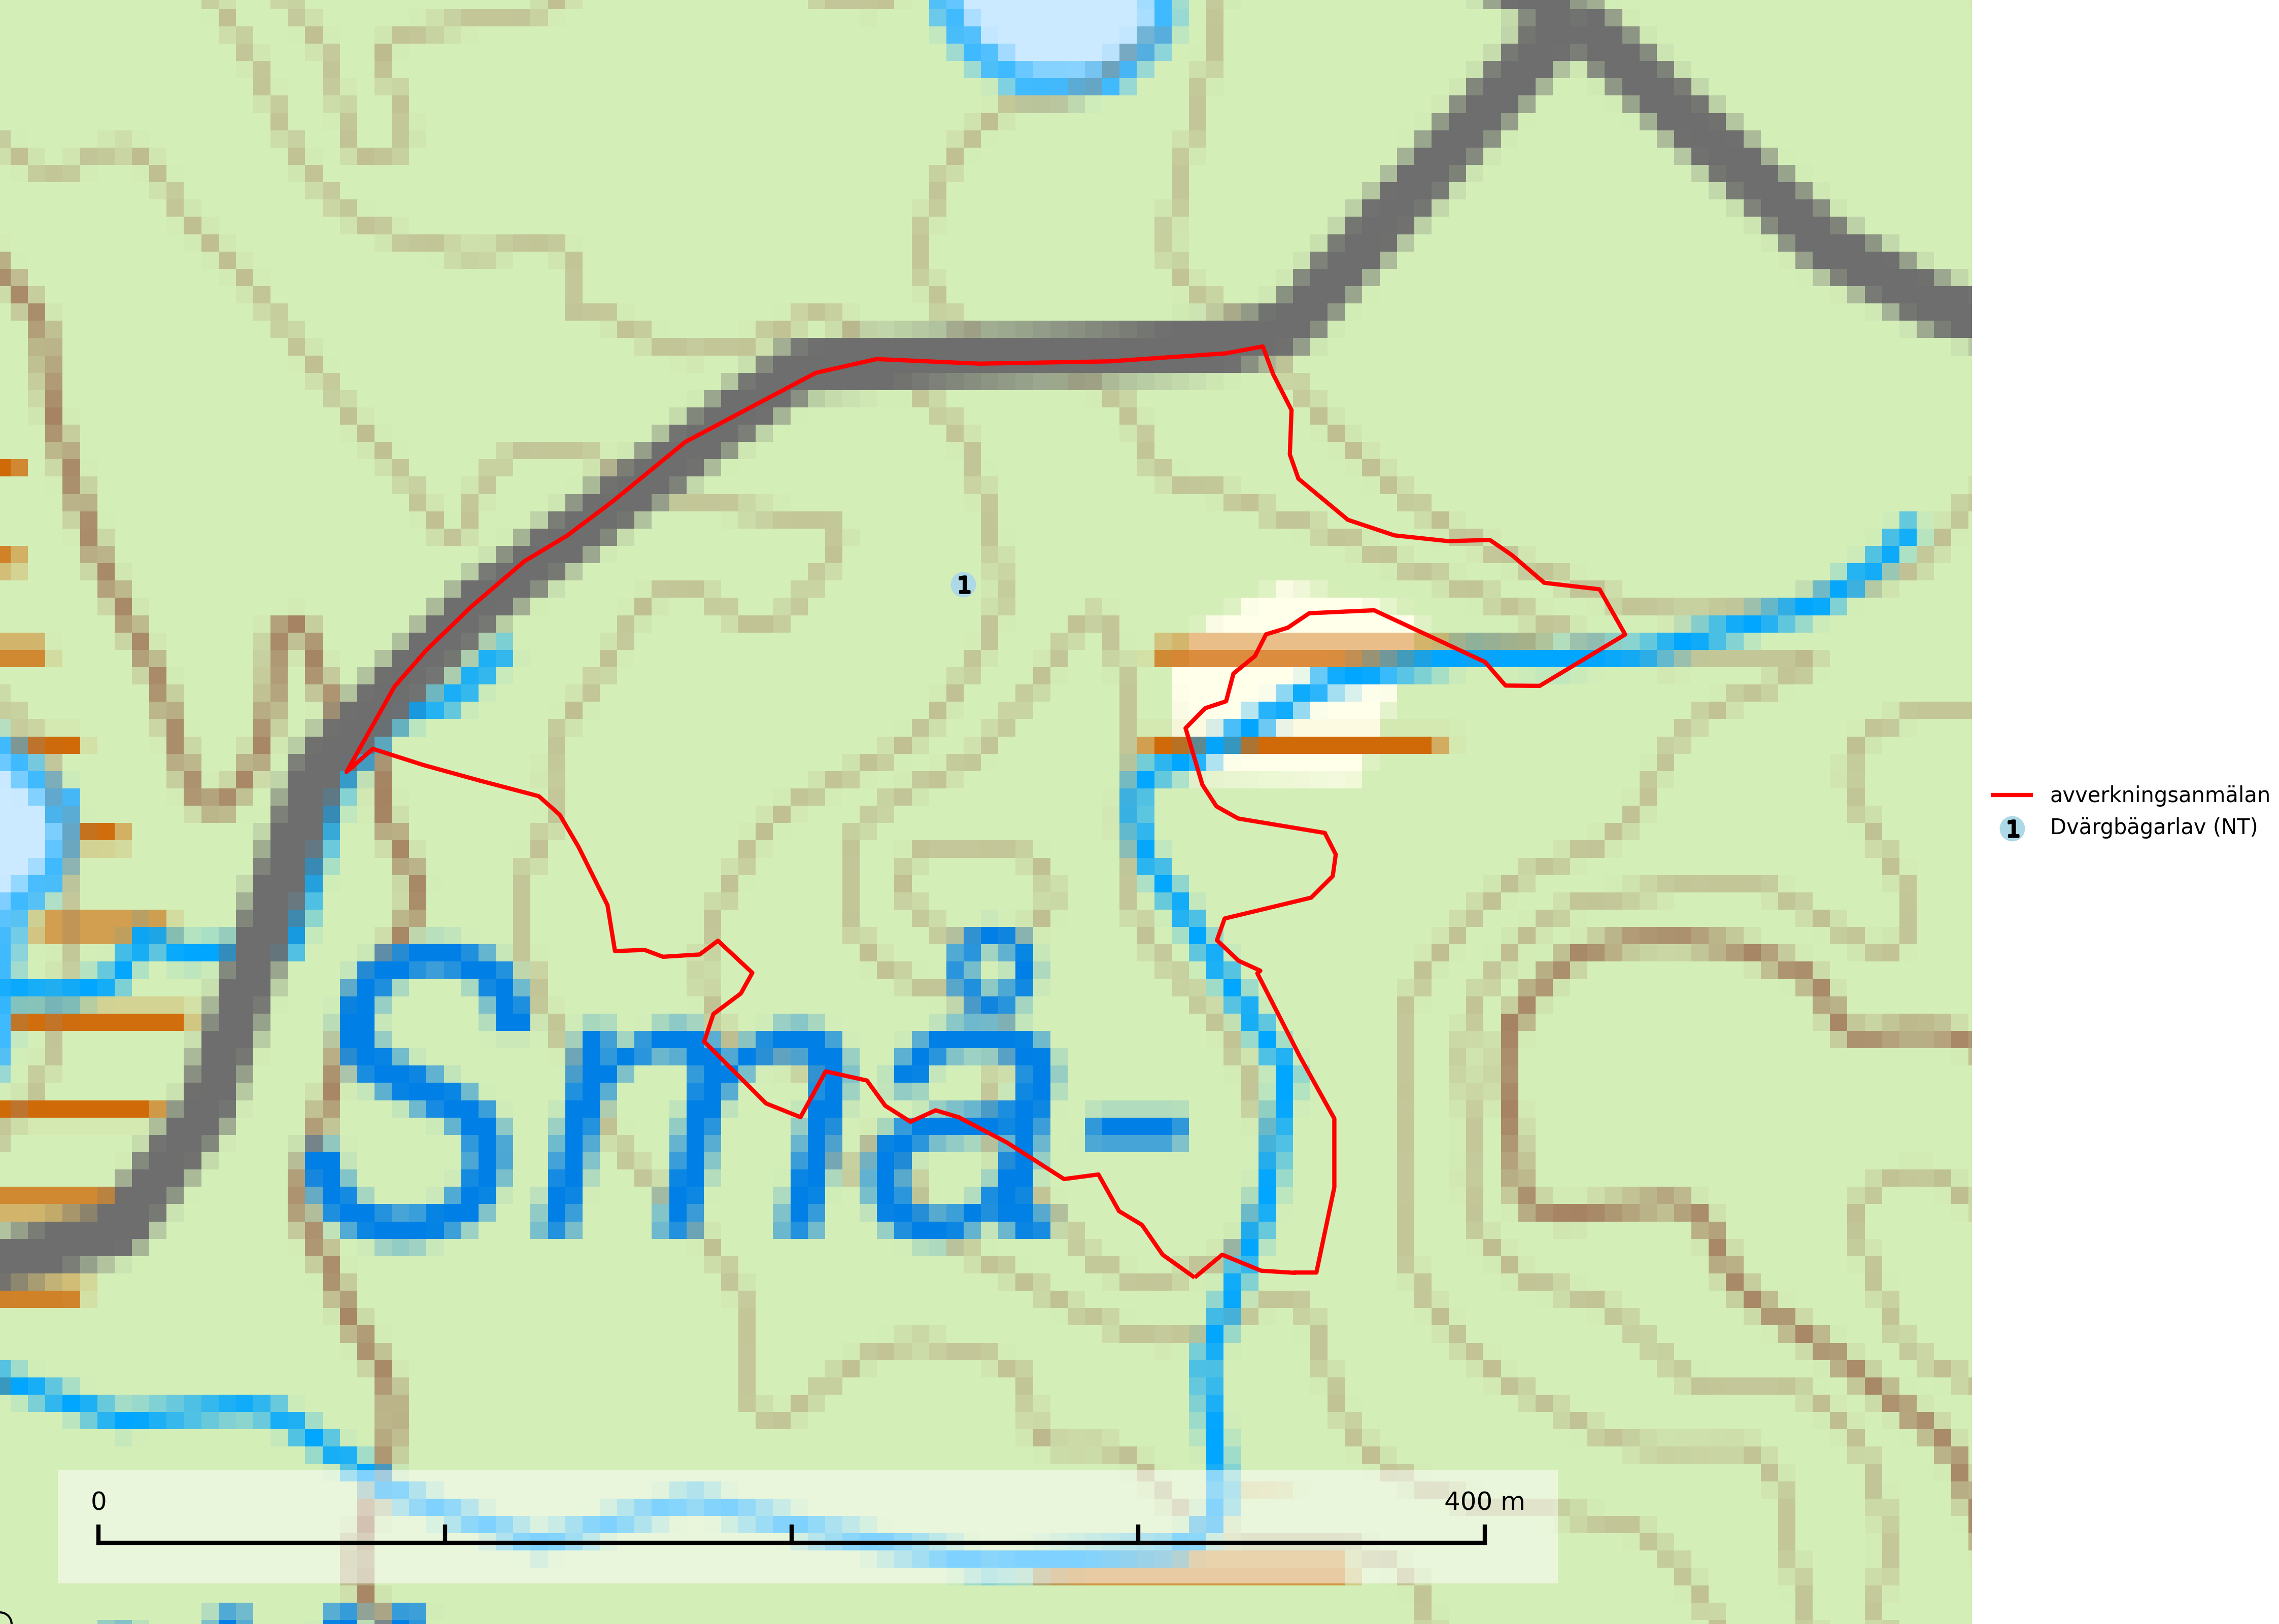 1
avverkningsanmälan
1 Dvärgbägarlav (NT)
Små-
0 400 m